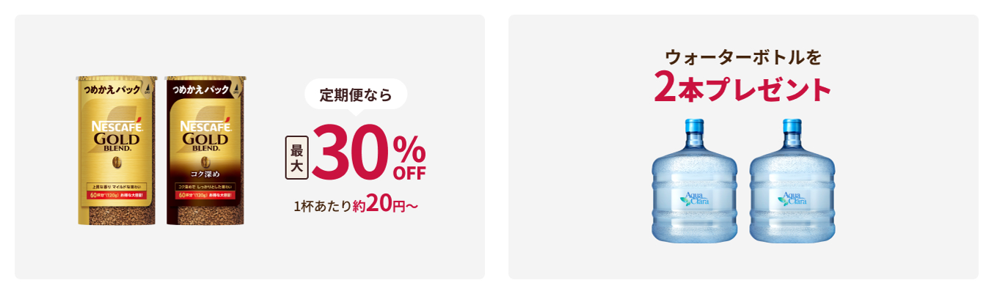 つめかえパック
NESCAFÉ
GOLD
BLEND
上質な香り マイルドな味わい
60杯分*(120g) お得な大容量!
つめかえパック
NESCAFÉ
GOLD
BLEND
コク深め
コク深めで しっかりとした味わい
60杯分*(120g) お得な大容量!
定期便なら
最大
30%
OFF
1杯あたり約20円〜
ウォーターボトルを
2本プレゼント
Aqua
Clara
Aqua
Clara